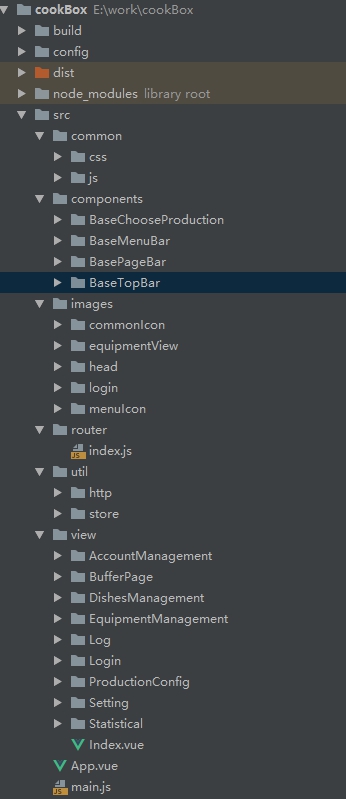 cookBox E:\work\cookBox
build
config
dist
node_modules library root
src
common
css
js
components
BaseChooseProduction
BaseMenuBar
BasePageBar
BaseTopBar
images
commonIcon
equipmentView
head
login
menuIcon
router
JS index.js
util
http
store
view
AccountManagement
BufferPage
DishesManagement
EquipmentManagement
Log
Login
ProductionConfig
Setting
Statistical
Index.vue
App.vue
JS main.js